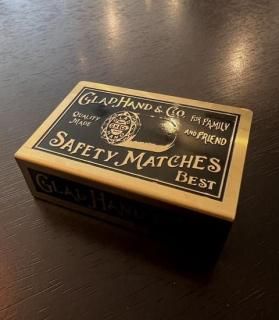 GLAD HAND & CO.
QUALITY MADE
FOR FAMILY AND FRIEND
SAFETY MATCHES
BEST
GLAD HAND